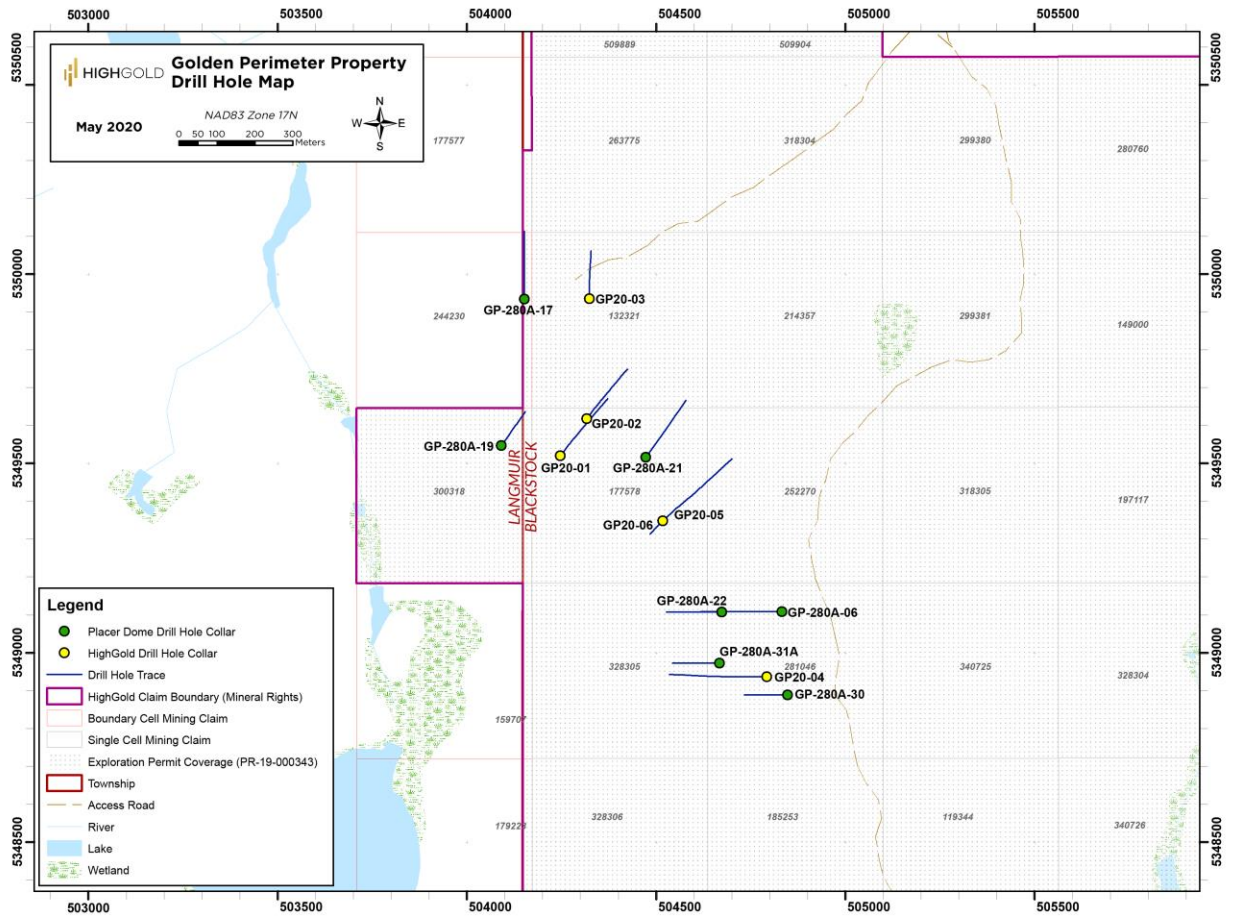 503000 503500 504000 504500 505000 505500
5350500
5350500
HIGHGOLD
Golden Perimeter Property
Drill Hole Map
May 2020
NAD83 Zone 17N
0 50 100 200 300
Meters
N
W E
S
509889 509904
177577 263775 318304 299380 280760
5350000
5350000
GP-280A-17
GP20-03
244230 132321 214357 299381 149000
GP20-02
GP-280A-19
GP20-01
GP-280A-21
5349500
5349500
LANGMUIR
BLACKSTOCK
300318 177578 252270 318305 197117
GP20-05
GP20-06
GP-280A-22
GP-280A-06
5349000
5349000
GP-280A-31A
328305 281046 340725 328304
GP20-04
GP-280A-30
159707
179228 328306 185253 119344 340726
5348500
5348500
Legend
Placer Dome Drill Hole Collar
HighGold Drill Hole Collar
Drill Hole Trace
HighGold Claim Boundary (Mineral Rights)
Boundary Cell Mining Claim
Single Cell Mining Claim
Exploration Permit Coverage (PR-19-000343)
Township
Access Road
River
Lake
Wetland
503000 503500 504000 504500 505000 505500